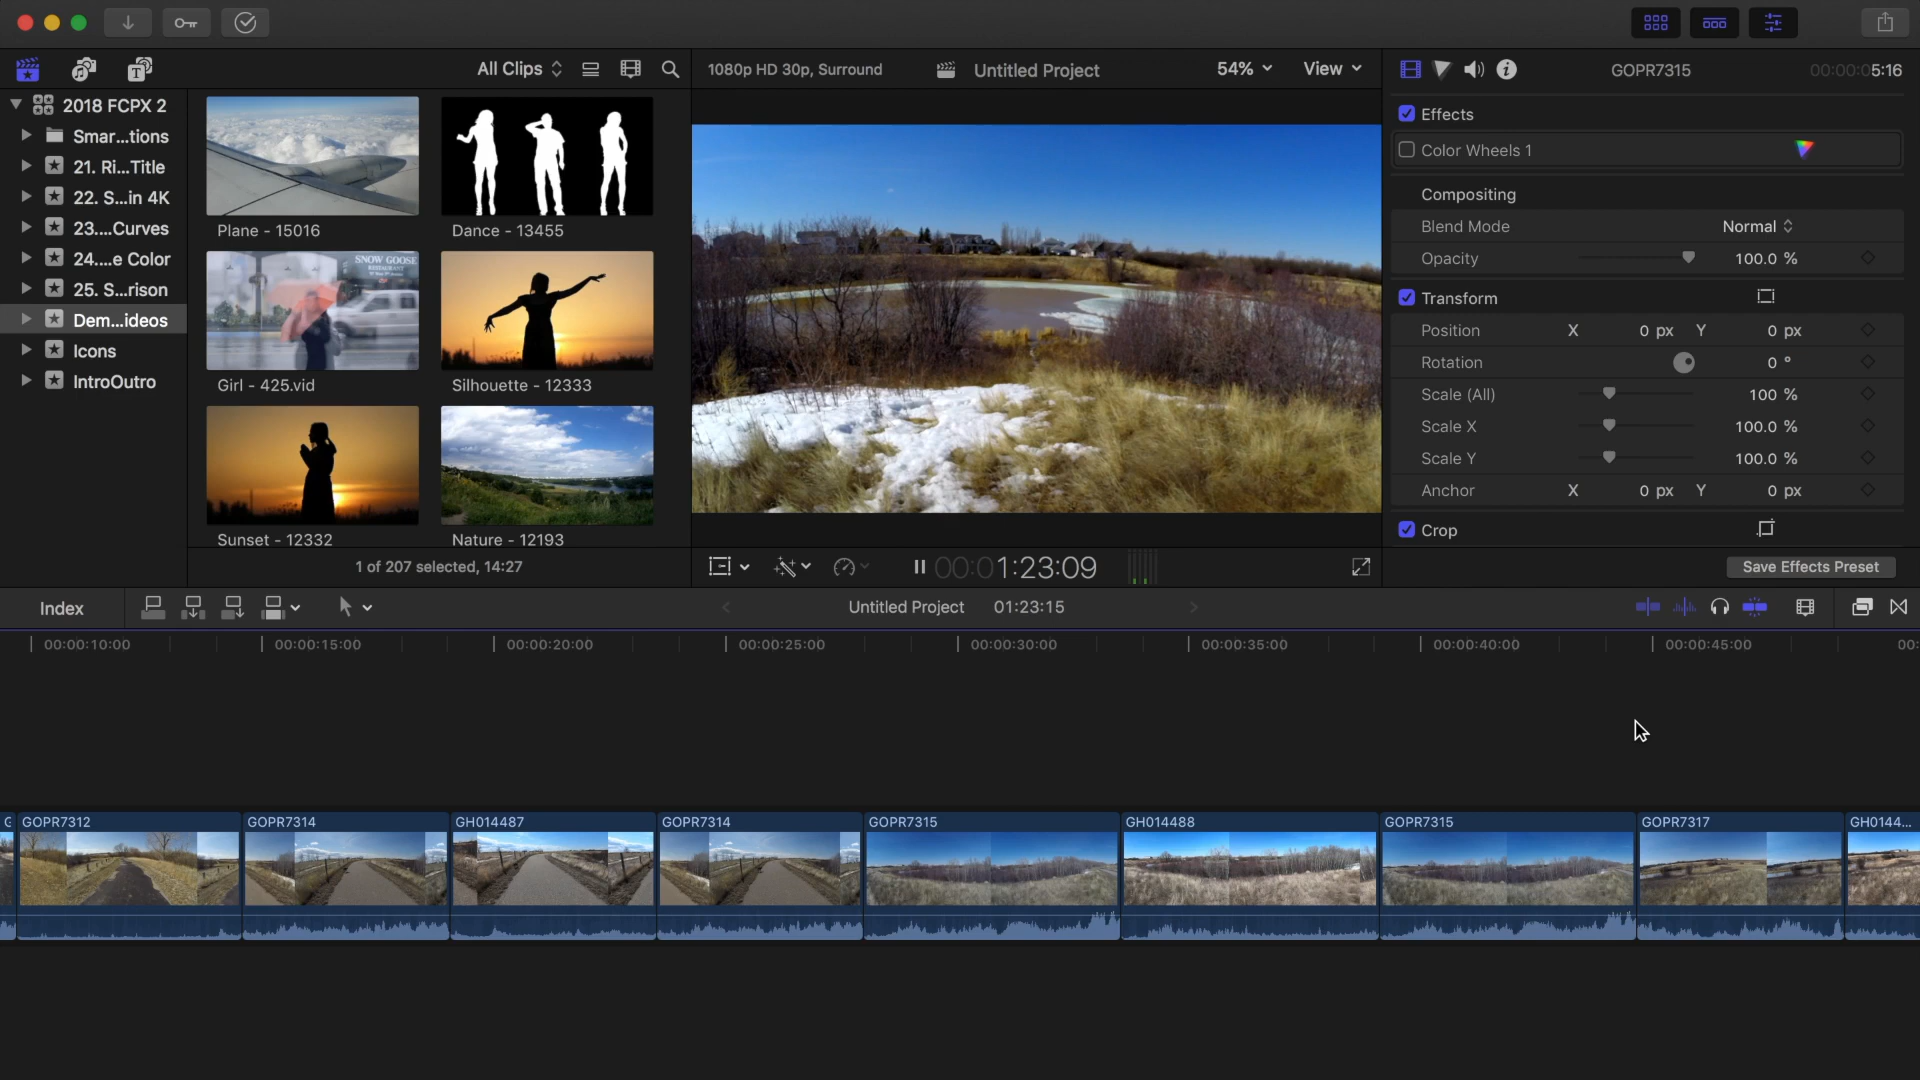 All Clips
1080p HD 30p, Surround
Untitled Project
54%
View
GOPR7315
00:00:05:16
2018 FCPX 2
Smar...tions
21. Ri...Title
22. S...in 4K
23....Curves
24....e Color
25. S...rison
Dem...ideos
Icons
IntroOutro
SNOW GOOSE
RESTAURANT
Plane - 15016
Dance - 13455
Girl - 425.vid
Silhouette - 12333
Sunset - 12332
Nature - 12193
1 of 207 selected, 14:27
00:01:23:09
Effects
Color Wheels 1
Compositing
Blend Mode
Normal
Opacity
100.0 %
Transform
Position X 0 px Y 0 px
Rotation 0 °
Scale (All) 100 %
Scale X 100.0 %
Scale Y 100.0 %
Anchor X 0 px Y 0 px
Crop
Save Effects Preset
Index
Untitled Project 01:23:15
00:00:10:00
00:00:15:00
00:00:20:00
00:00:25:00
00:00:30:00
00:00:35:00
00:00:40:00
00:00:45:00
00:
G
GOPR7312
GOPR7314
GH014487
GOPR7314
GOPR7315
GH014488
GOPR7315
GOPR7317
GH0144...